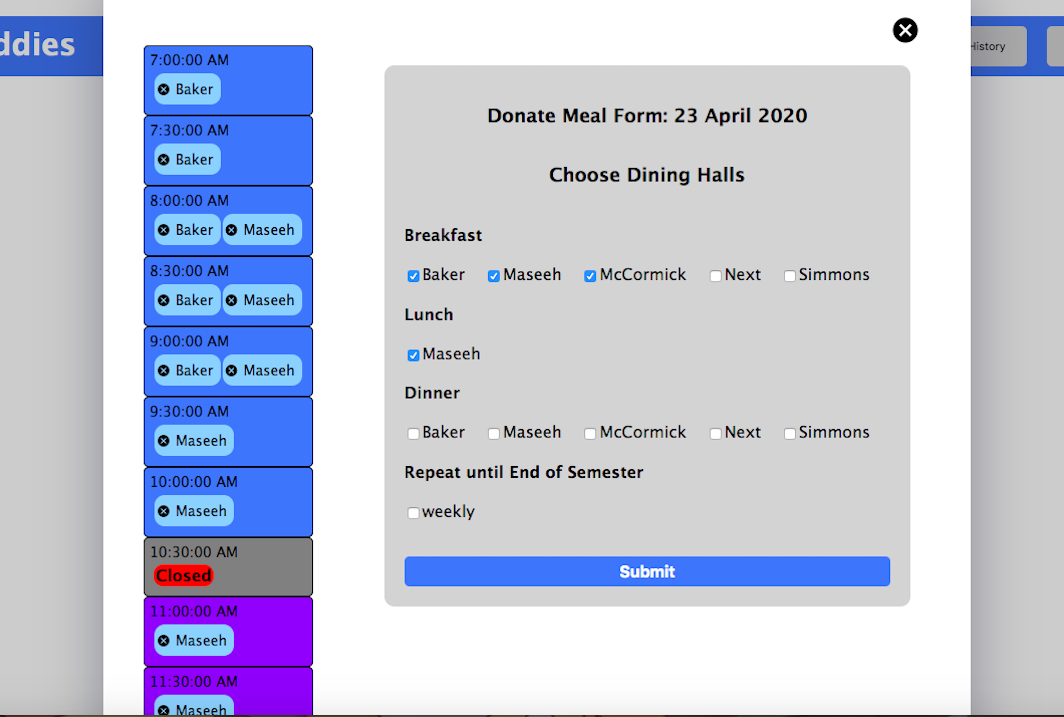 ddies
History
7:00:00 AM
Baker
7:30:00 AM
Baker
8:00:00 AM
Baker Maseeh
8:30:00 AM
Baker Maseeh
9:00:00 AM
Baker Maseeh
9:30:00 AM
Maseeh
10:00:00 AM
Maseeh
10:30:00 AM
Closed
11:00:00 AM
Maseeh
11:30:00 AM
Maseeh
Donate Meal Form: 23 April 2020
Choose Dining Halls
Breakfast
Baker Maseeh McCormick Next Simmons
Lunch
Maseeh
Dinner
Baker Maseeh McCormick Next Simmons
Repeat until End of Semester
weekly
Submit